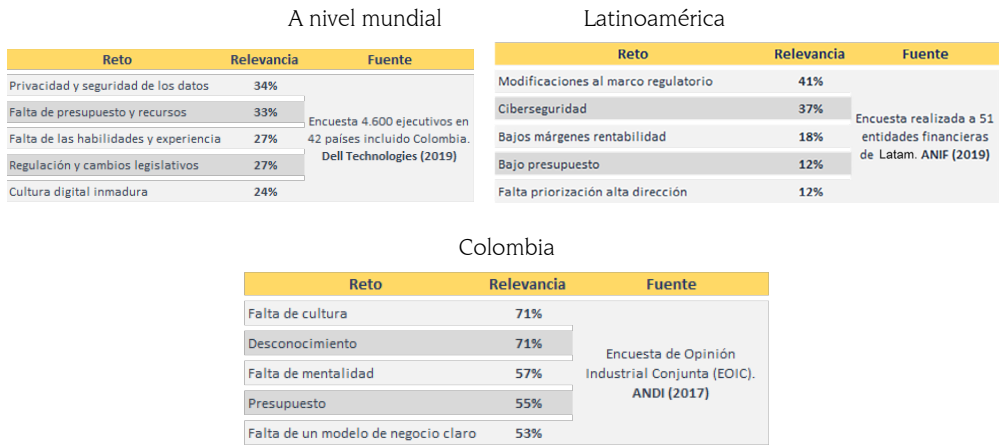 A nivel mundial
Reto Relevancia Fuente
Privacidad y seguridad de los datos 34%
Falta de presupuesto y recursos 33%
Falta de las habilidades y experiencia 27%
Regulación y cambios legislativos 27%
Cultura digital inmadura 24%
Encuesta 4.600 ejecutivos en
42 países incluido Colombia.
Dell Technologies (2019)
Latinoamérica
Reto Relevancia Fuente
Modificaciones al marco regulatorio 41%
Ciberseguridad 37%
Bajos márgenes rentabilidad 18%
Bajo presupuesto 12%
Falta priorización alta dirección 12%
Encuesta realizada a 51
entidades financieras
de Latam. ANIF (2019)
Colombia
Reto Relevancia Fuente
Falta de cultura 71%
Desconocimiento 71%
Falta de mentalidad 57%
Presupuesto 55%
Falta de un modelo de negocio claro 53%
Encuesta de Opinión
Industrial Conjunta (EOIC).
ANDI (2017)